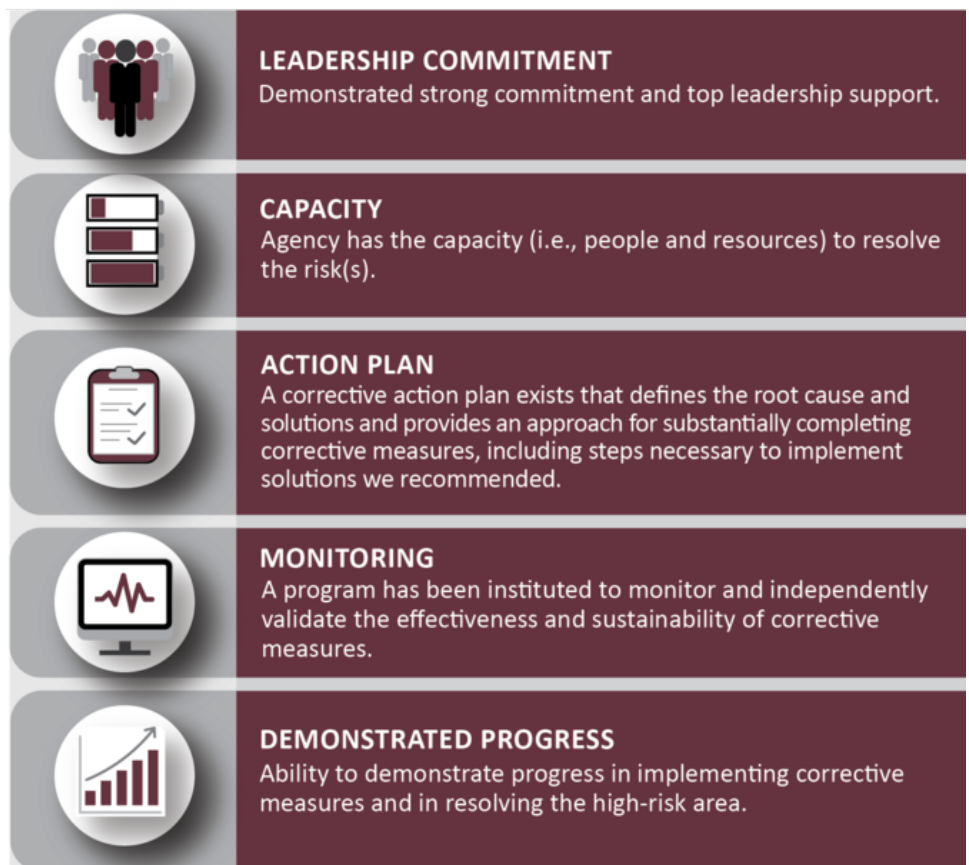 LEADERSHIP COMMITMENT
Demonstrated strong commitment and top leadership support.
CAPACITY
Agency has the capacity (i.e., people and resources) to resolve
the risk(s).
ACTION PLAN
A corrective action plan exists that defines the root cause and
solutions and provides an approach for substantially completing
corrective measures, including steps necessary to implement
solutions we recommended.
MONITORING
A program has been instituted to monitor and independently
validate the effectiveness and sustainability of corrective
measures.
DEMONSTRATED PROGRESS
Ability to demonstrate progress in implementing corrective
measures and in resolving the high-risk area.